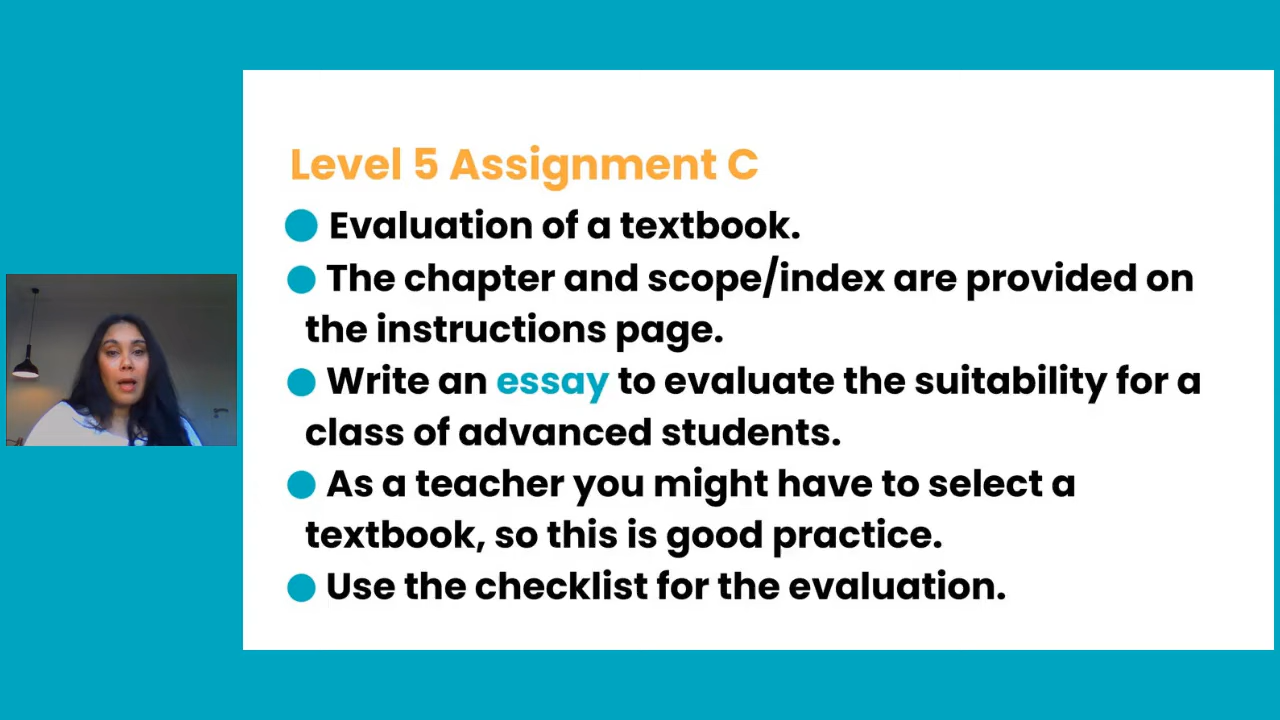 Level 5 Assignment C
Evaluation of a textbook.
The chapter and scope/index are provided on
the instructions page.
Write an essay to evaluate the suitability for a
class of advanced students.
As a teacher you might have to select a
textbook, so this is good practice.
Use the checklist for the evaluation.